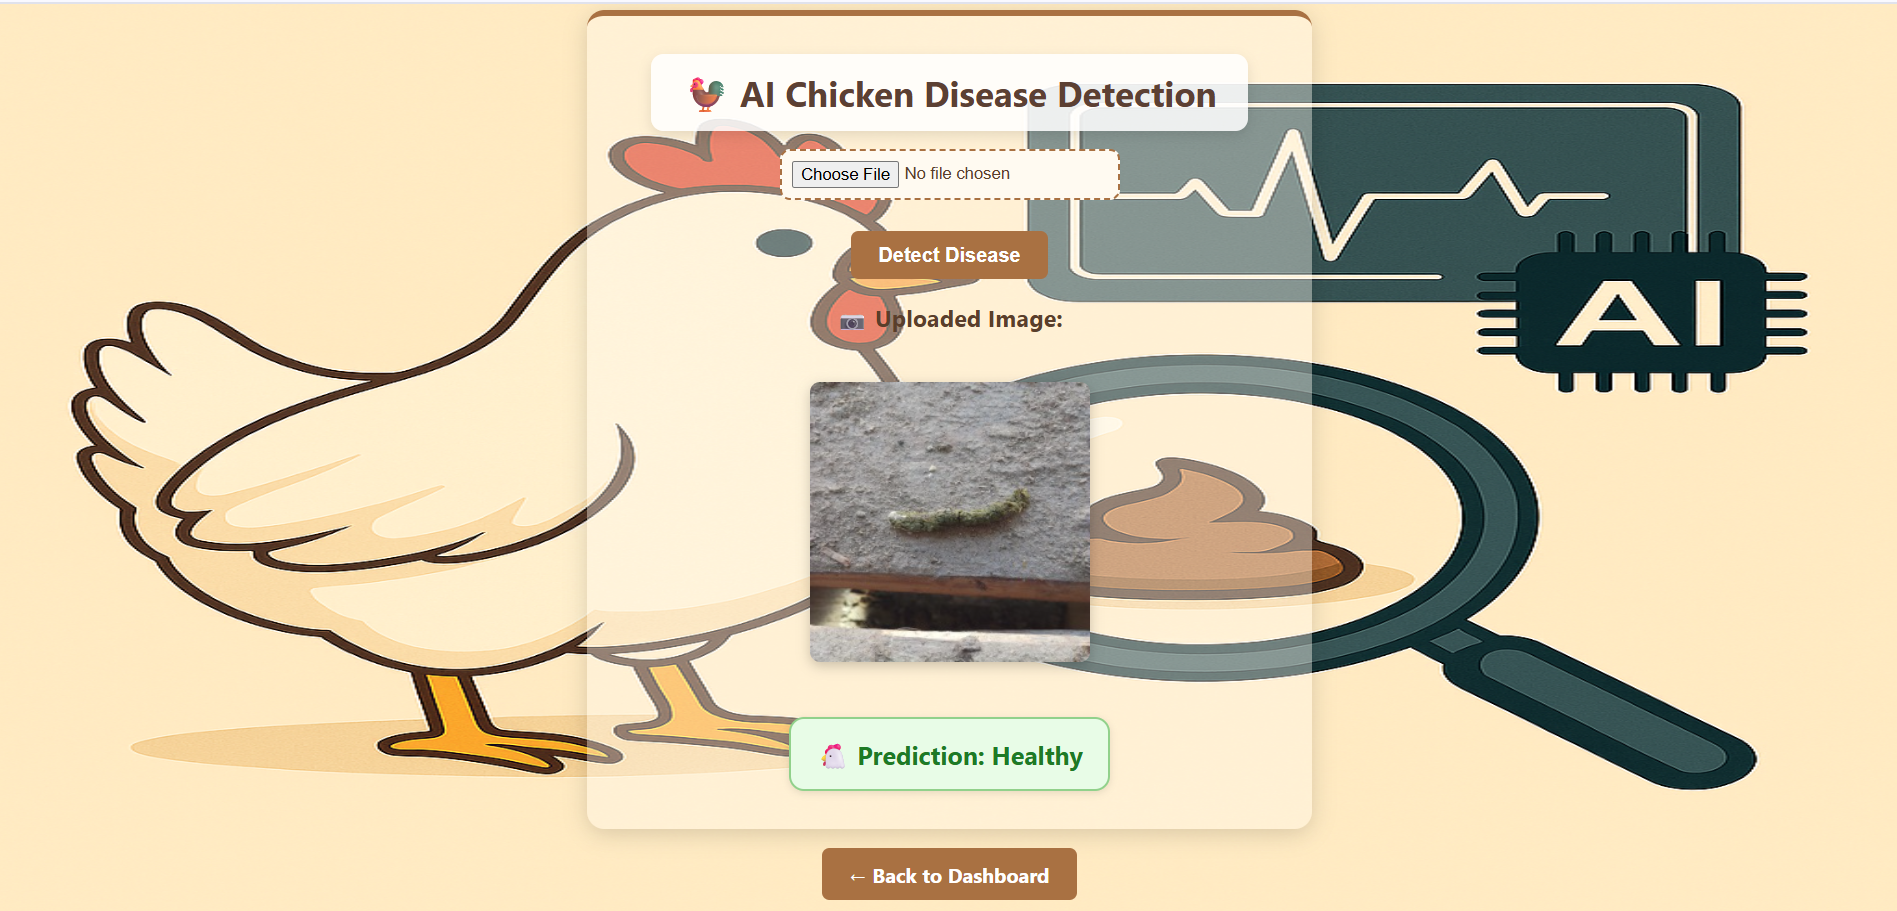 AI Chicken Disease Detection
Choose File No file chosen
Detect Disease
Uploaded Image:
AI
Prediction: Healthy
← Back to Dashboard